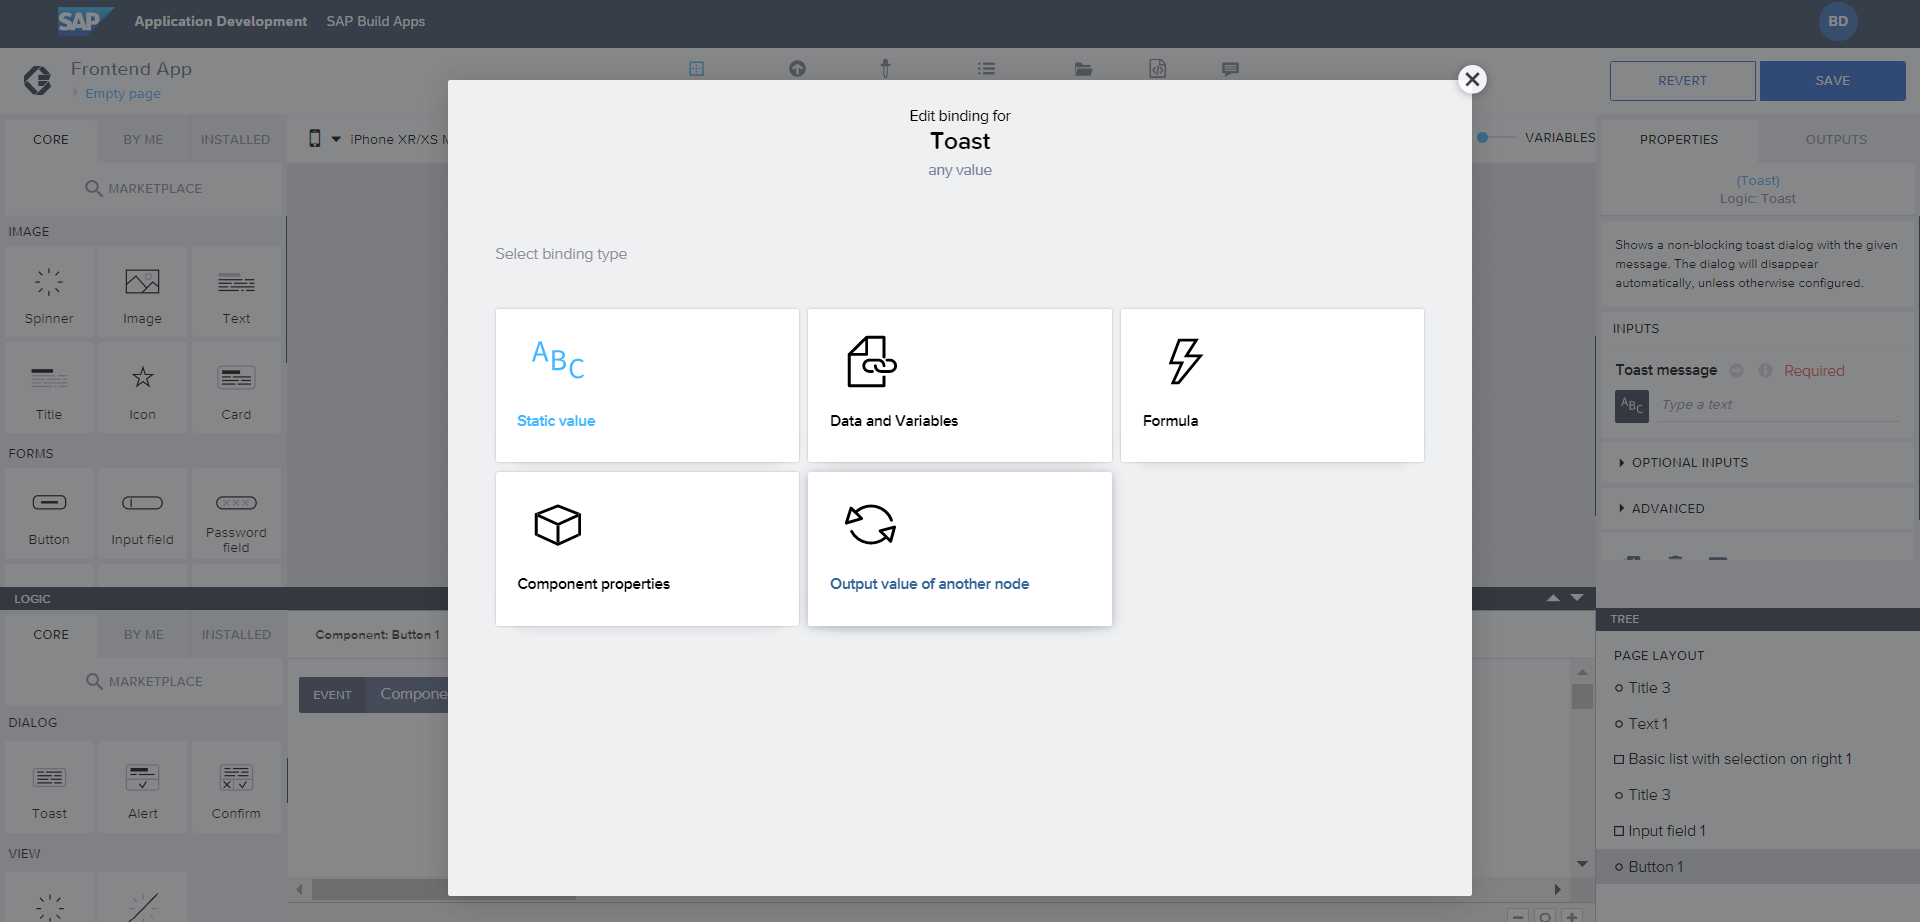 SAP
Application Development
SAP Build Apps
BD
Frontend App
Empty page
REVERT
SAVE
CORE
BY ME
INSTALLED
MARKETPLACE
iPhone XR/XS M
VARIABLES
IMAGE
Spinner
Image
Text
Title
Icon
Card
FORMS
Button
Input field
Password
field
Edit binding for
Toast
any value
Select binding type
ABC
Static value
Data and Variables
Formula
Component properties
Output value of another node
PROPERTIES
OUTPUTS
(Toast)
Logic: Toast
Shows a non-blocking toast dialog with the given
message. The dialog will disappear
automatically, unless otherwise configured.
INPUTS
Toast message
Required
ABC
Type a text
OPTIONAL INPUTS
ADVANCED
LOGIC
CORE
BY ME
INSTALLED
MARKETPLACE
Component: Button 1
EVENT
Compone
DIALOG
Toast
Alert
Confirm
VIEW
TREE
PAGE LAYOUT
Title 3
Text 1
Basic list with selection on right 1
Title 3
Input field 1
Button 1